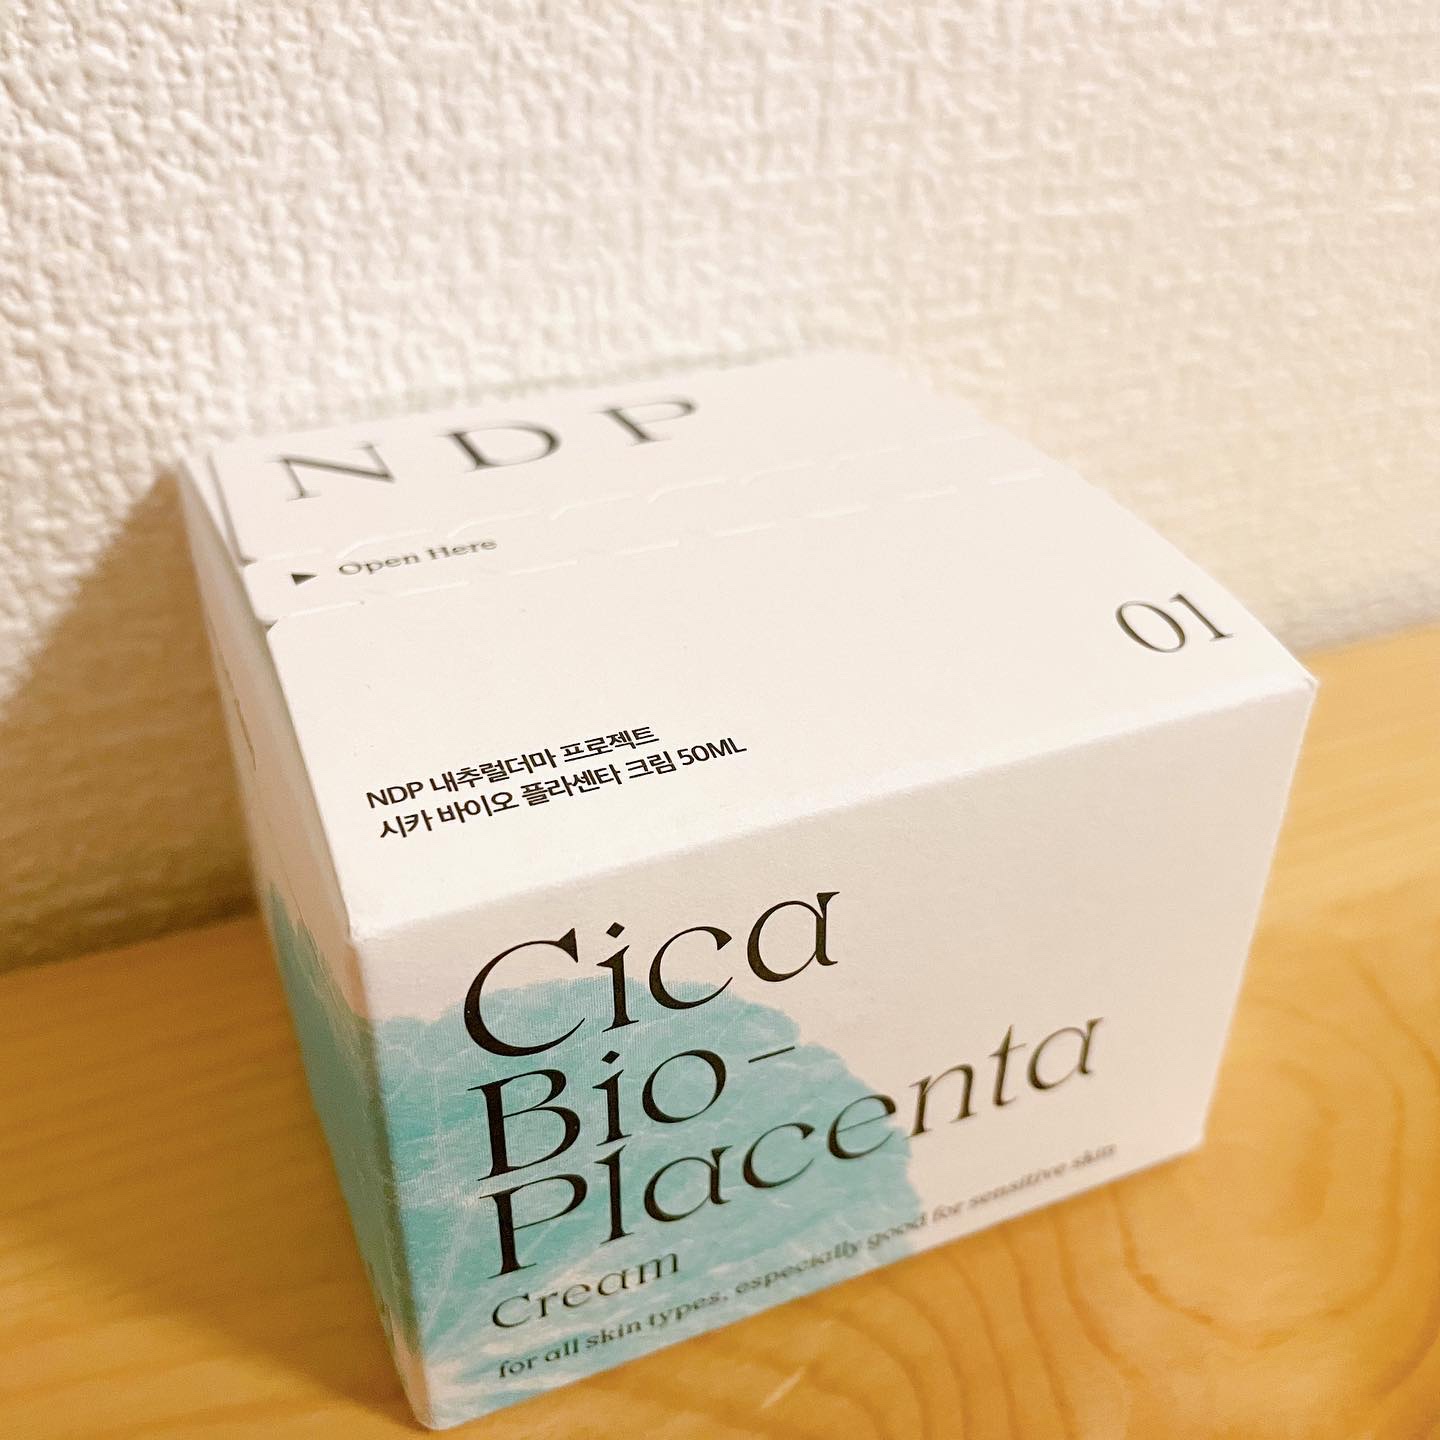 NDP
▶ Open Here
01
NDP 내추럴더마 프로젝트
시카 바이오 플라센타 크림 50ML
Cica
Bio-
Placenta
Cream
for all skin types, especially good for sensitive skin